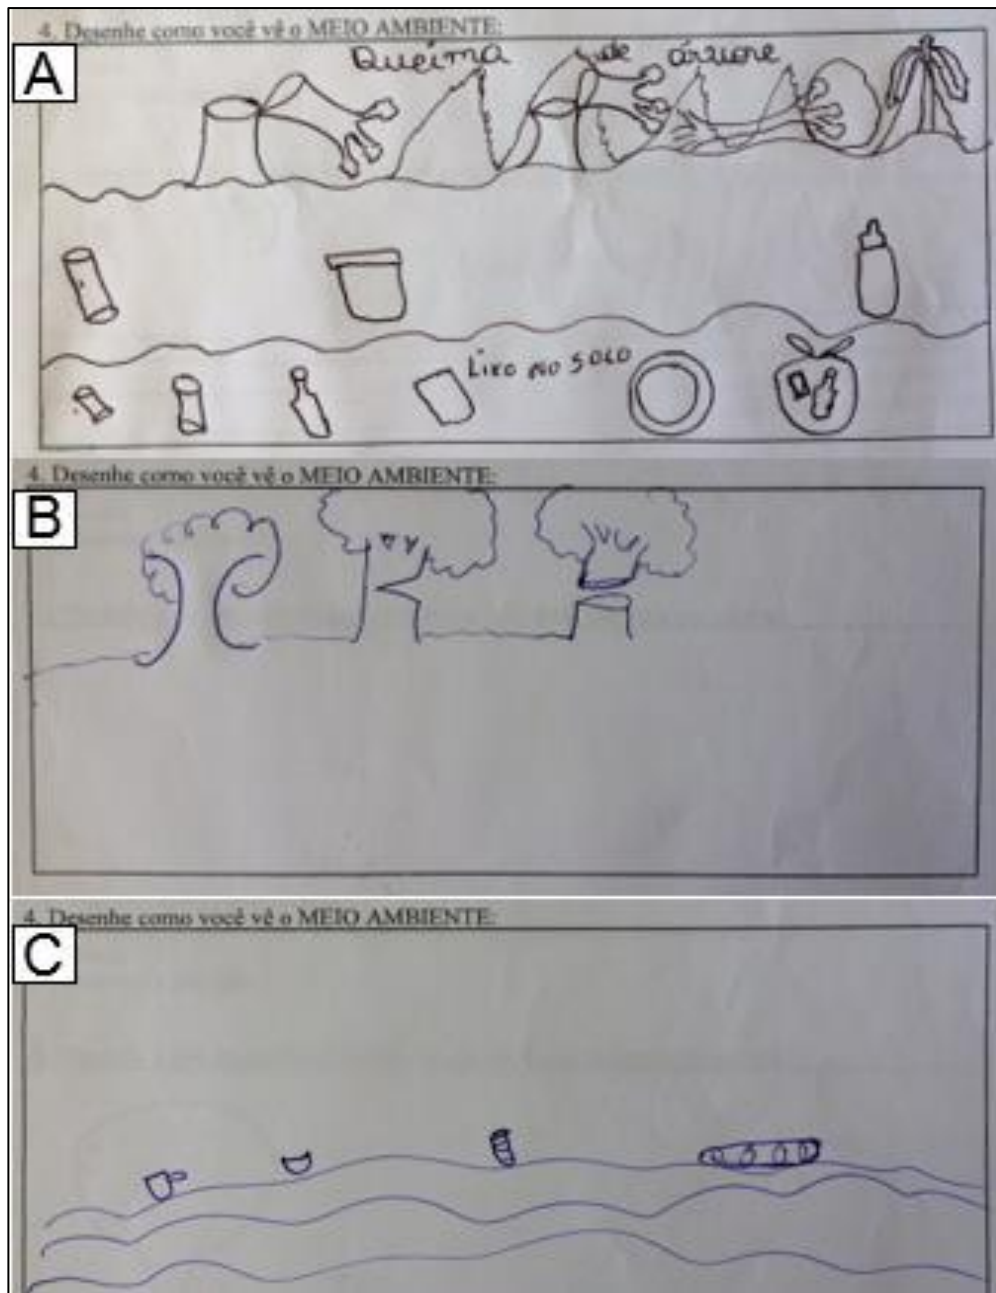 4. Desenhe como você vê o MEIO AMBIENTE:
A
Queima de árvore
Lixo no SOLO
4. Desenhe como você vê o MEIO AMBIENTE:
B
4. Desenhe como você vê o MEIO AMBIENTE:
C